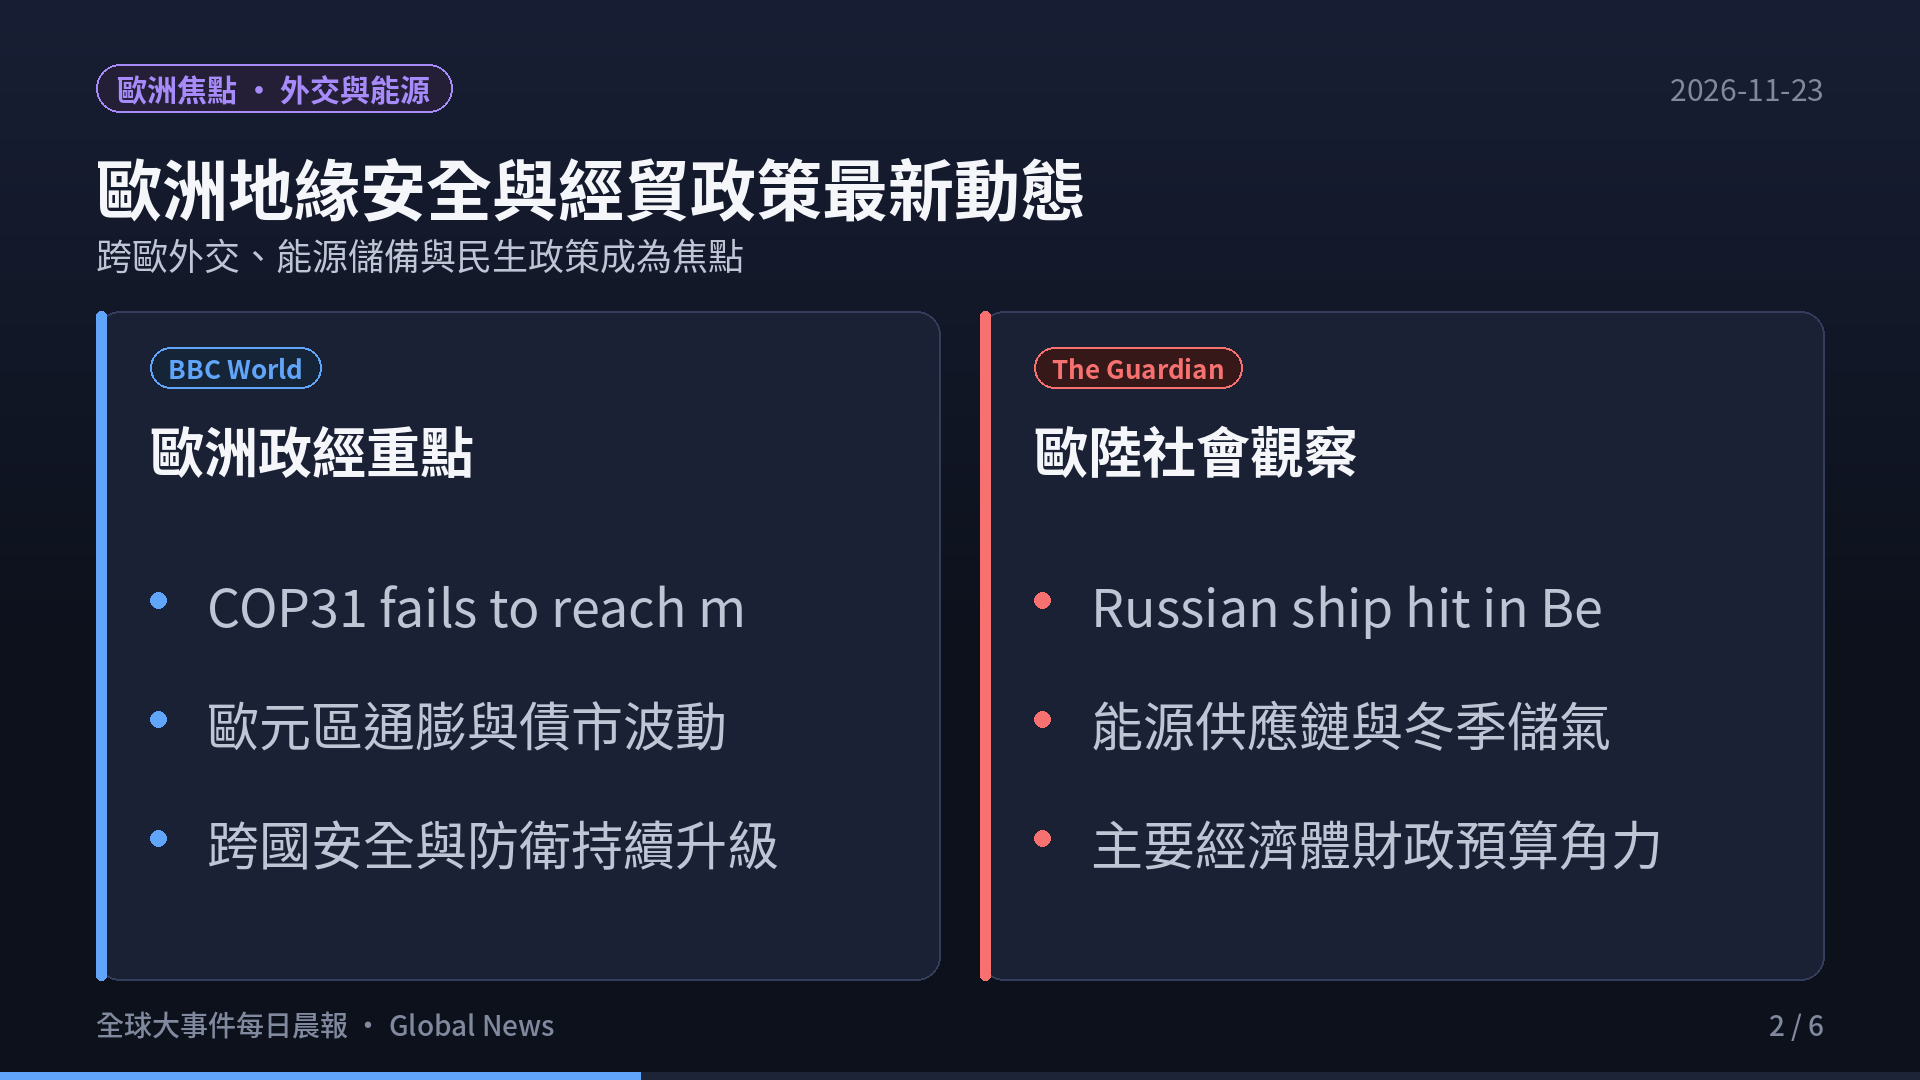 歐洲焦點 · 外交與能源
2026-11-23
歐洲地緣安全與經貿政策最新動態
跨歐外交、能源儲備與民生政策成為焦點
BBC World
歐洲政經重點
COP31 fails to reach m
歐元區通膨與債市波動
跨國安全與防衛持續升級
The Guardian
歐陸社會觀察
Russian ship hit in Be
能源供應鏈與冬季儲氣
主要經濟體財政預算角力
全球大事件每日晨報 · Global News
2 / 6